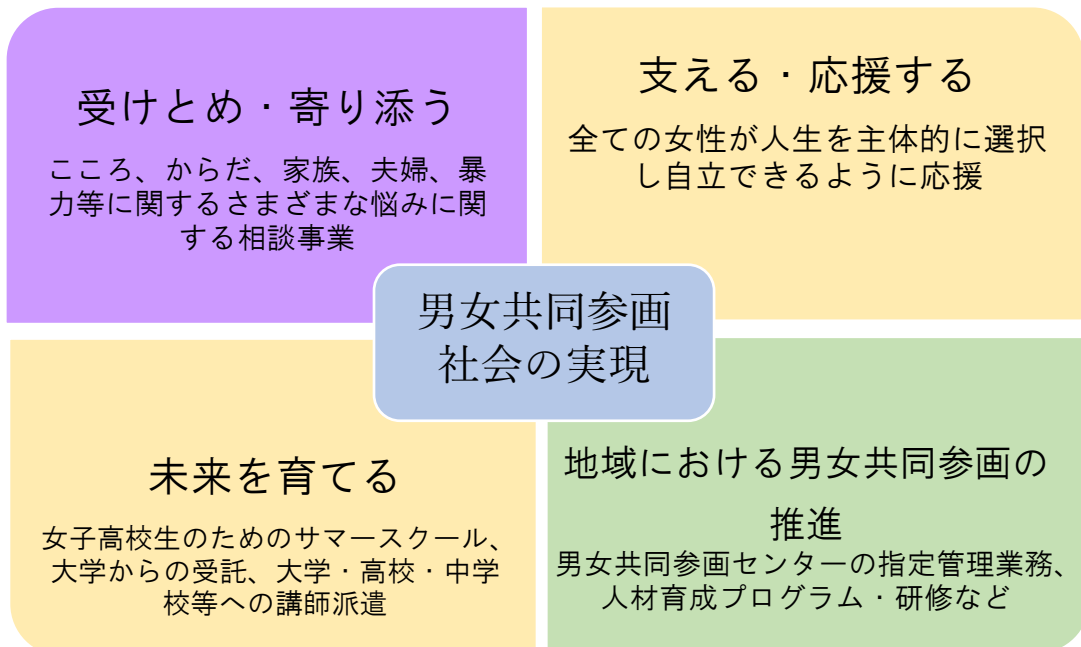 受けとめ・寄り添う
こころ、からだ、家族、夫婦、暴
力等に関するさまざまな悩みに関
する相談事業
支える・応援する
全ての女性が人生を主体的に選択
し自立できるように応援
男女共同参画
社会の実現
未来を育てる
女子高校生のためのサマースクール、
大学からの受託、大学・高校・中学
校等への講師派遣
地域における男女共同参画の
推進
男女共同参画センターの指定管理業務、
人材育成プログラム・研修など